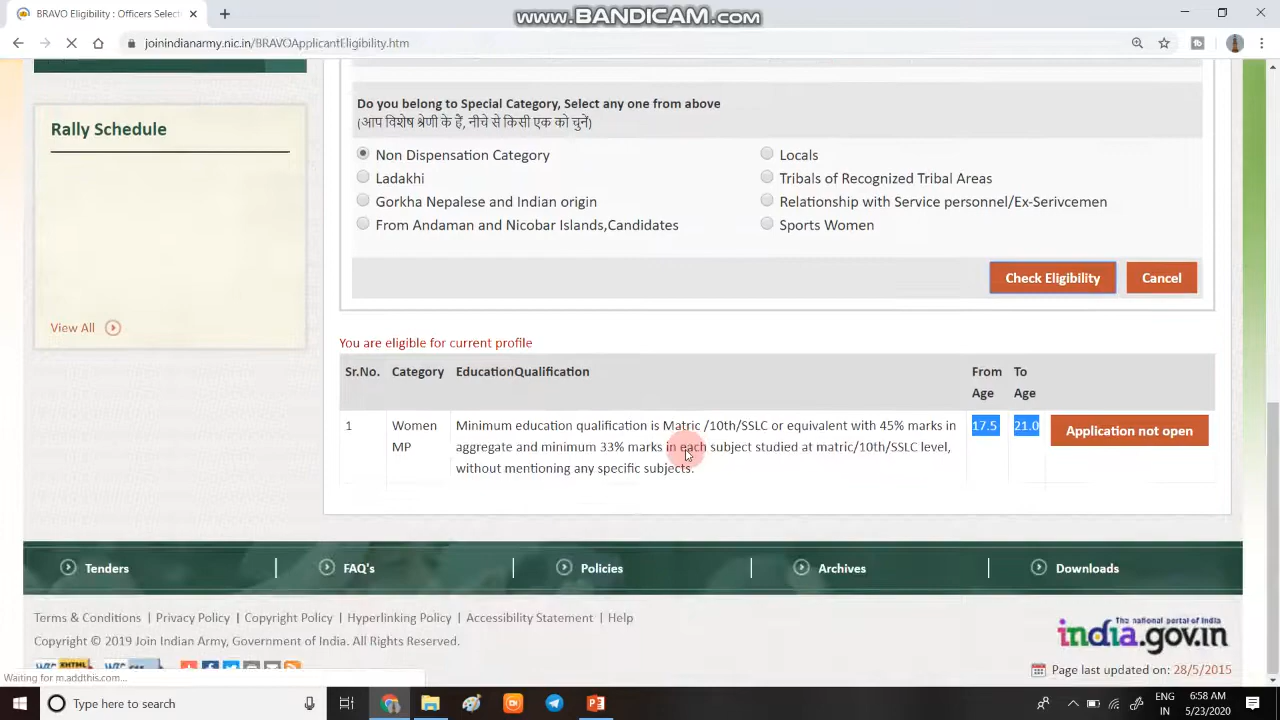 BRAVO Eligibility : Officers Select
www.BANDICAM.com
joinindianarmy.nic.in/BRAVOApplicantEligibility.htm
Do you belong to Special Category, Select any one from above
(आप विशेष श्रेणी के हैं, नीचे से किसी एक को चुनें)
Rally Schedule
Non Dispensation Category
Locals
Ladakhi
Tribals of Recognized Tribal Areas
Gorkha Nepalese and Indian origin
Relationship with Service personnel/Ex-Serivcemen
From Andaman and Nicobar Islands,Candidates
Sports Women
Check Eligibility
Cancel
View All
You are eligible for current profile
Sr.No. Category EducationQualification From Age To Age
1 Women MP
Minimum education qualification is Matric /10th/SSLC or equivalent with 45% marks in
aggregate and minimum 33% marks in each subject studied at matric/10th/SSLC level,
without mentioning any specific subjects.
17.5 21.0 Application not open
Tenders FAQ's Policies Archives Downloads
Terms & Conditions | Privacy Policy | Copyright Policy | Hyperlinking Policy | Accessibility Statement | Help
Copyright © 2019 Join Indian Army, Government of India. All Rights Reserved.
The national portal of India
india.gov.in
Page last updated on: 28/5/2015
Waiting for m.addthis.com...
Type here to search
ENG
IN
6:58 AM
5/23/2020